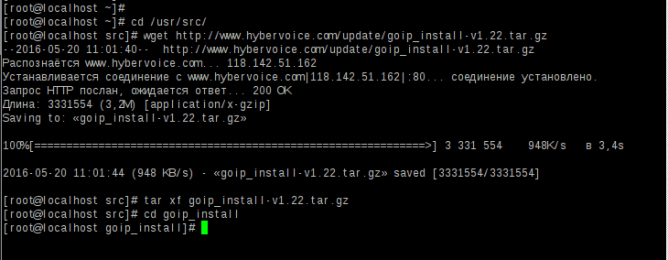 [root@localhost ~]#
[root@localhost ~]# cd /usr/src/
[root@localhost src]# wget http://www.hybervoice.com/update/goip_install-v1.22.tar.gz
--2016-05-20 11:01:40--  http://www.hybervoice.com/update/goip_install-v1.22.tar.gz
Распознаётся www.hybervoice.com... 118.142.51.162
Устанавливается соединение с www.hybervoice.com|118.142.51.162|:80... соединение установлено.
Запрос HTTP послан, ожидается ответ... 200 OK
Длина: 3331554 (3,2M) [application/x-gzip]
Saving to: «goip_install-v1.22.tar.gz»
100%[==========================================================>] 3 331 554    948K/s   в 3,4s
2016-05-20 11:01:44 (948 KB/s) - «goip_install-v1.22.tar.gz» saved [3331554/3331554]
[root@localhost src]# tar xf goip_install-v1.22.tar.gz
[root@localhost src]# cd goip_install
[root@localhost goip_install]#